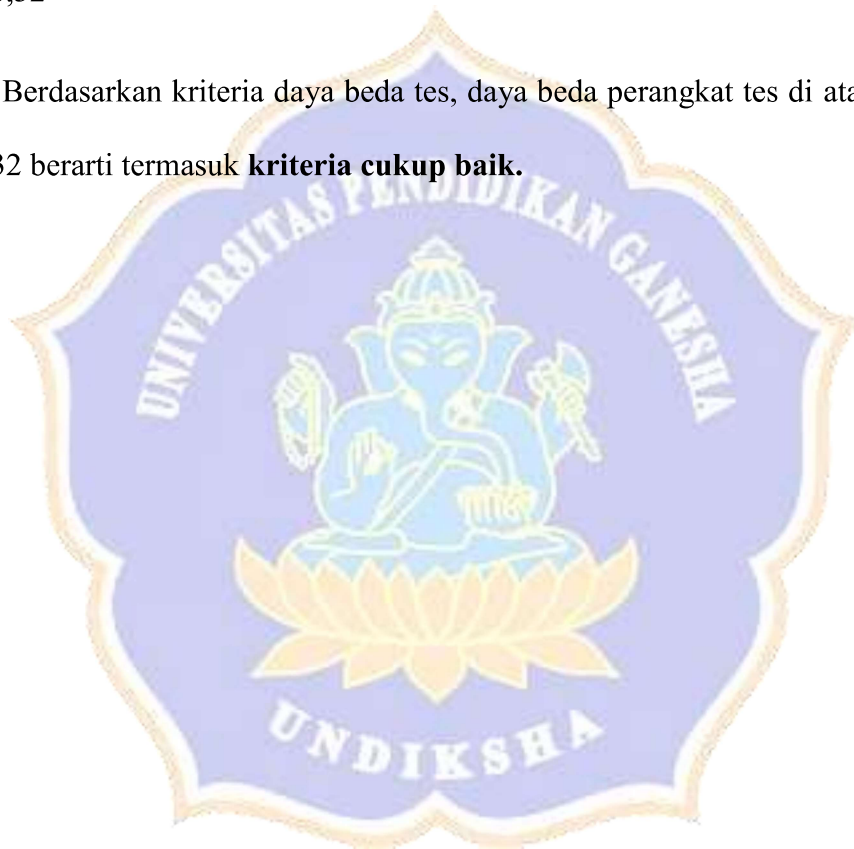 Berdasarkan kriteria daya beda tes, daya beda perangkat tes di
32 berarti termasuk kriteria cukup baik.
UNIVERSITAS PENDIDIKAN GANESHA
UNDIKSHA